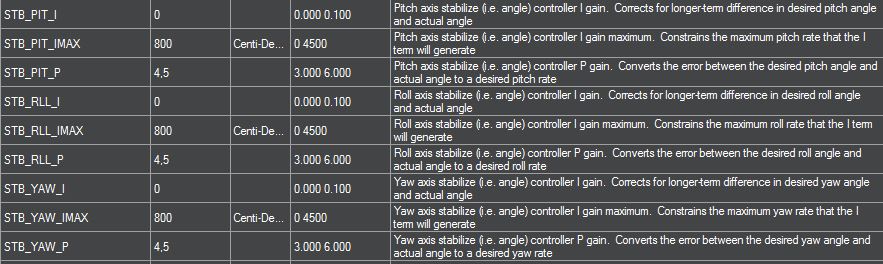 STB_PIT_I 0 0.000 0.100 Pitch axis stabilize (i.e. angle) controller I gain. Corrects for longer-term difference in desired pitch angle
and actual angle
STB_PIT_IMAX 800 Centi-De... 0 4500 Pitch axis stabilize (i.e. angle) controller I gain maximum. Constrains the maximum pitch rate that the I
term will generate
STB_PIT_P 4,5 3.000 6.000 Pitch axis stabilize (i.e. angle) controller P gain. Converts the error between the desired pitch angle and
actual angle to a desired pitch rate
STB_RLL_I 0 0.000 0.100 Roll axis stabilize (i.e. angle) controller I gain. Corrects for longer-term difference in desired roll angle
and actual angle
STB_RLL_IMAX 800 Centi-De... 0 4500 Roll axis stabilize (i.e. angle) controller I gain maximum. Constrains the maximum roll rate that the I term
will generate
STB_RLL_P 4,5 3.000 6.000 Roll axis stabilize (i.e. angle) controller P gain. Converts the error between the desired roll angle and
actual angle to a desired roll rate
STB_YAW_I 0 0.000 0.100 Yaw axis stabilize (i.e. angle) controller I gain. Corrects for longer-term difference in desired yaw angle
and actual angle
STB_YAW_IMAX 800 Centi-De... 0 4500 Yaw axis stabilize (i.e. angle) controller I gain maximum. Constrains the maximum yaw rate that the I
term will generate
STB_YAW_P 4,5 3.000 6.000 Yaw axis stabilize (i.e. angle) controller P gain. Converts the error between the desired yaw angle and
actual angle to a desired yaw rate